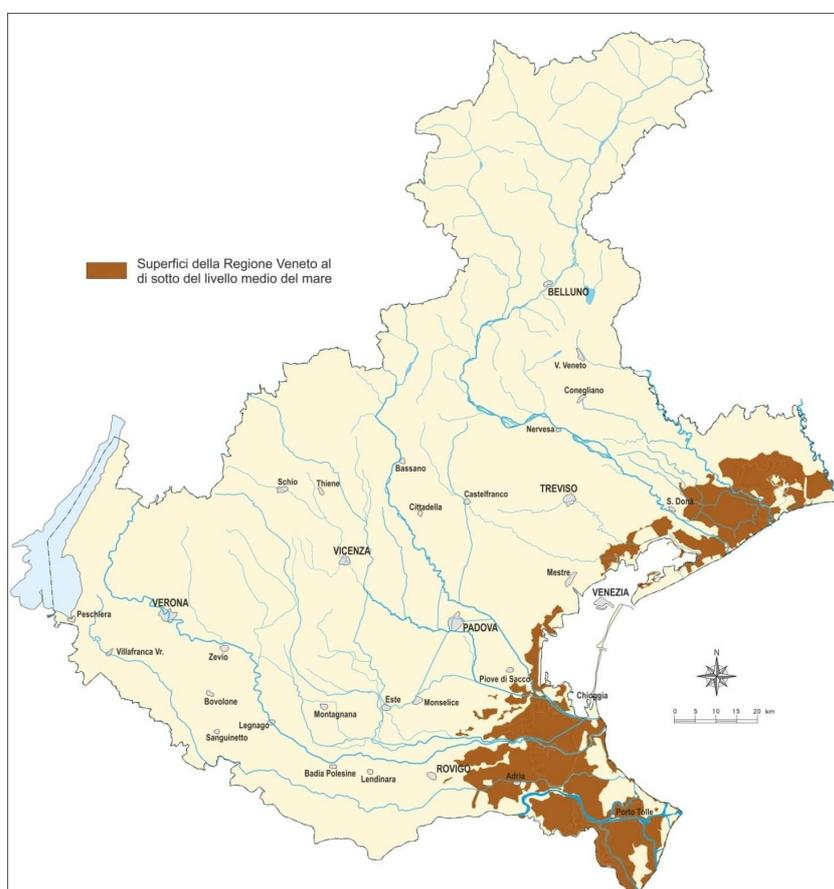 Superfici della Regione Veneto al
di sotto del livello medio del mare
BELLUNO
V. Veneto
Conegliano
Nervesa
Bassano
Schio
Thiene
Cittadella
Castelfranco
TREVISO
S. Donà
VICENZA
Mestre
VENEZIA
VERONA
Peschiera
PADOVA
Villafranca Vr.
Zevio
Piove di Sacco
Chioggia
Bovolone
Este
Monselice
Montagnana
Legnago
Sanguinetto
Badia Polesine
Lendinara
ROVIGO
Adria
Porto Tolle
N
0 5 10 15 20 km